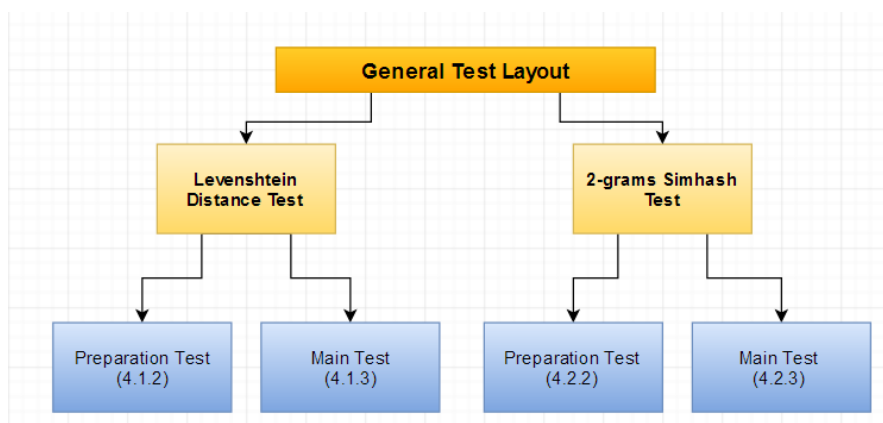 General Test Layout
Levenshtein
Distance Test
2-grams Simhash
Test
Preparation Test
(4.1.2)
Main Test
(4.1.3)
Preparation Test
(4.2.2)
Main Test
(4.2.3)